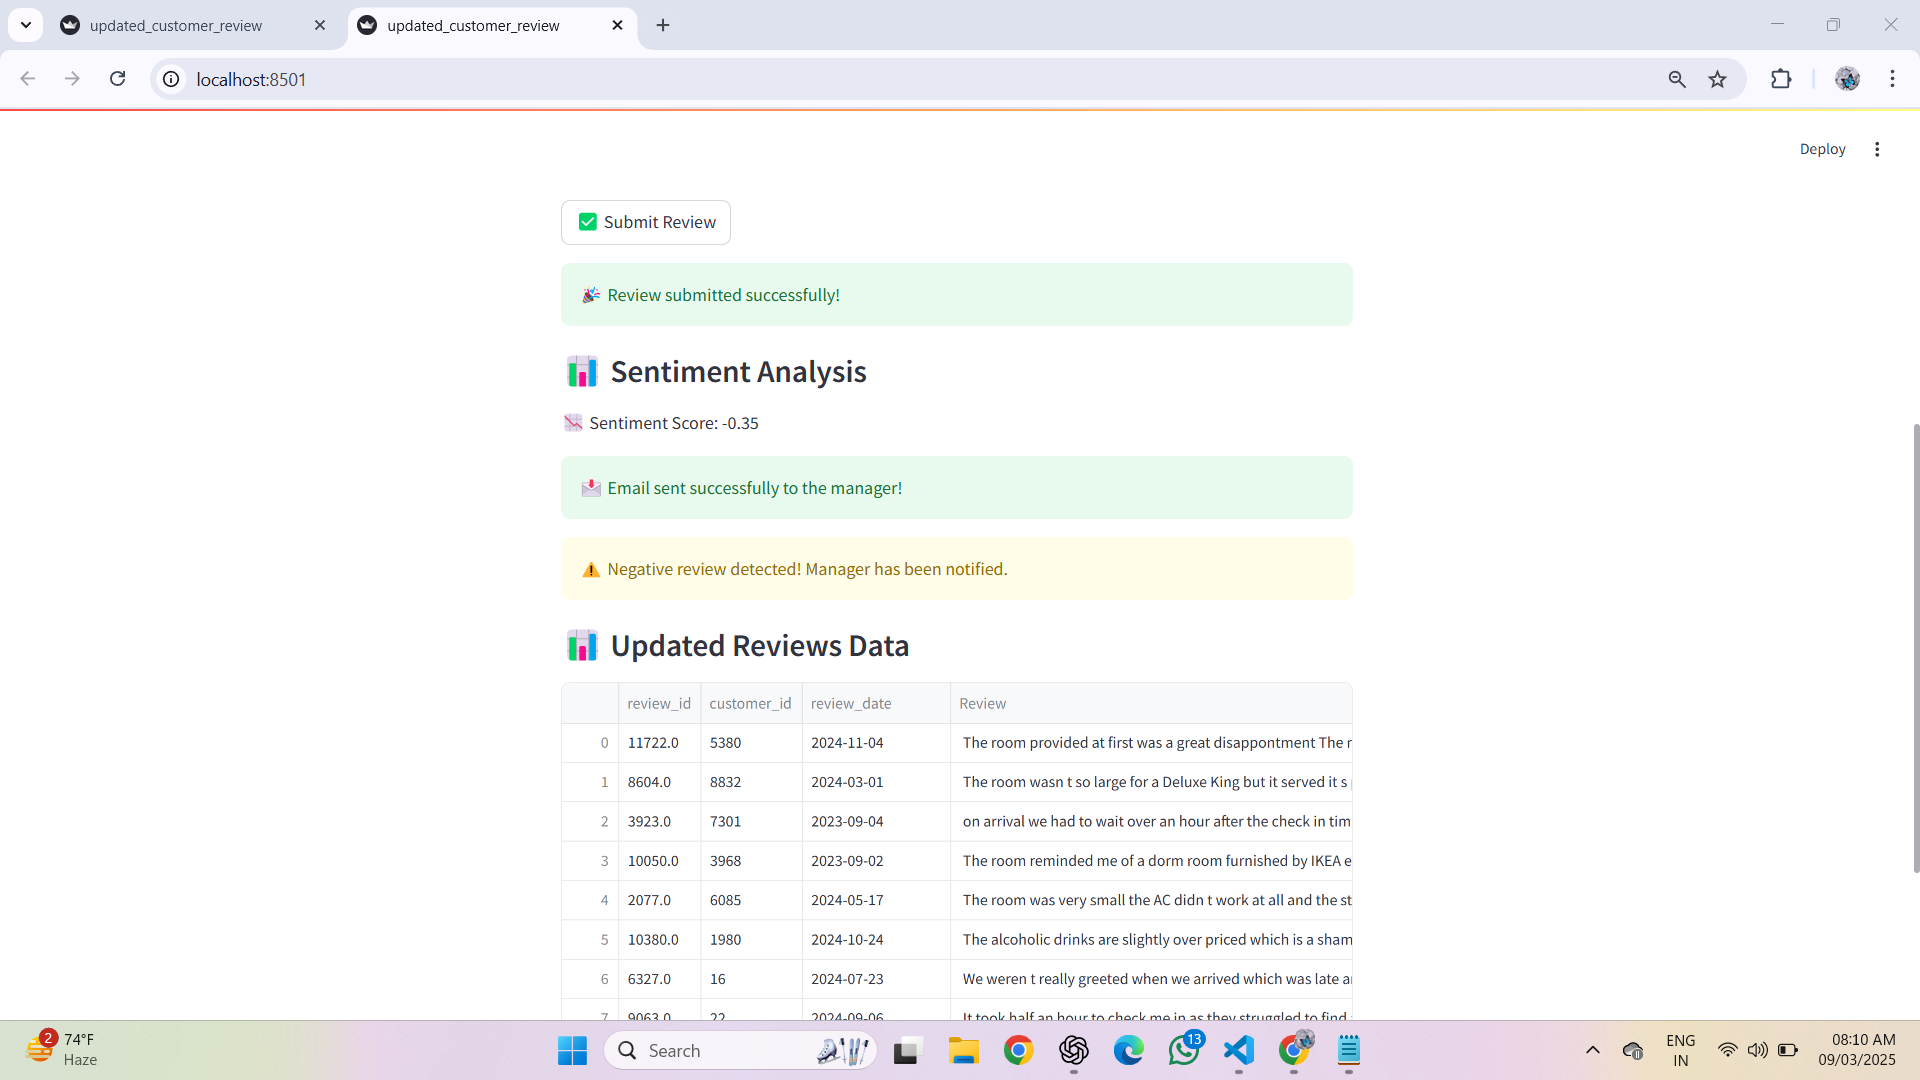 updated_customer_review
updated_customer_review
localhost:8501
Deploy
Submit Review
Review submitted successfully!
Sentiment Analysis
Sentiment Score: -0.35
Email sent successfully to the manager!
Negative review detected! Manager has been notified.
Updated Reviews Data
review_id customer_id review_date Review
0 11722.0 5380 2024-11-04 The room provided at first was a great disappontment The r
1 8604.0 8832 2024-03-01 The room wasn t so large for a Deluxe King but it served it s
2 3923.0 7301 2023-09-04 on arrival we had to wait over an hour after the check in tim
3 10050.0 3968 2023-09-02 The room reminded me of a dorm room furnished by IKEA e
4 2077.0 6085 2024-05-17 The room was very small the AC didn t work at all and the st
5 10380.0 1980 2024-10-24 The alcoholic drinks are slightly over priced which is a sham
6 6327.0 16 2024-07-23 We weren t really greeted when we arrived which was late a
7 9063.0 22 2024-09-06 It took half an hour to check me in as they struggled to find
2
74°F
Haze
Search
13
ENG
IN
08:10 AM
09/03/2025